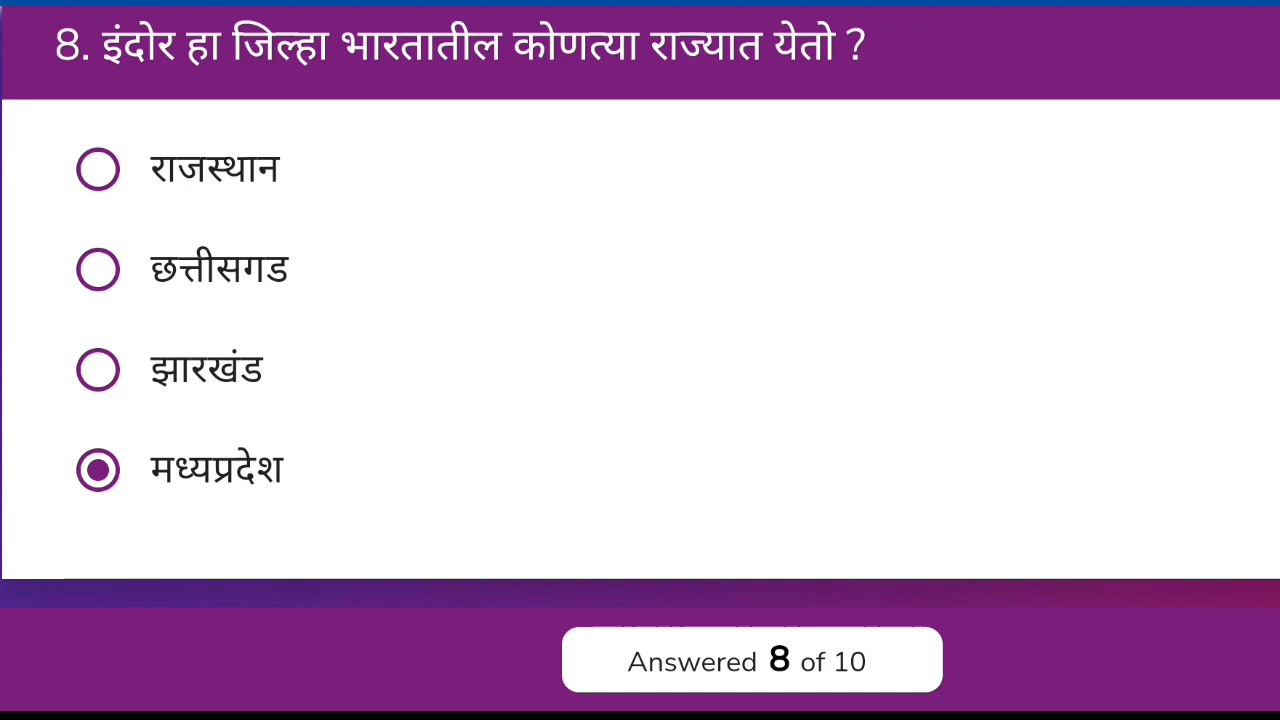 8. इंदोर हा जिल्हा भारतातील कोणत्या राज्यात येतो ?
राजस्थान
छत्तीसगड
झारखंड
मध्यप्रदेश
Answered 8 of 10